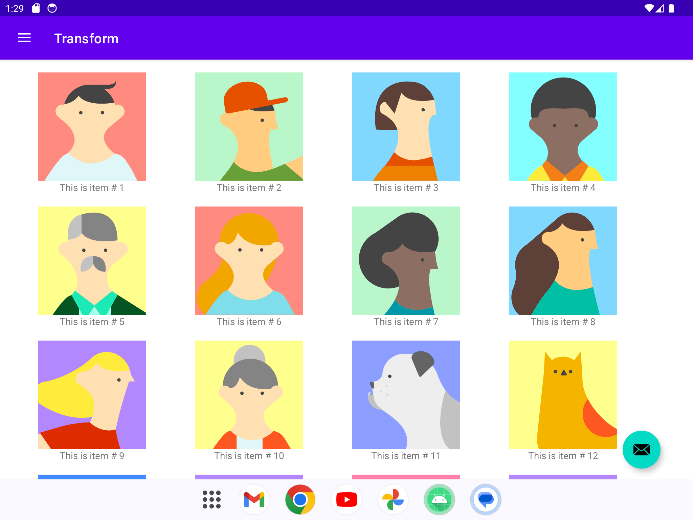 1:29
Transform
This is item # 1
This is item # 2
This is item # 3
This is item # 4
This is item # 5
This is item # 6
This is item # 7
This is item # 8
This is item # 9
This is item # 10
This is item # 11
This is item # 12